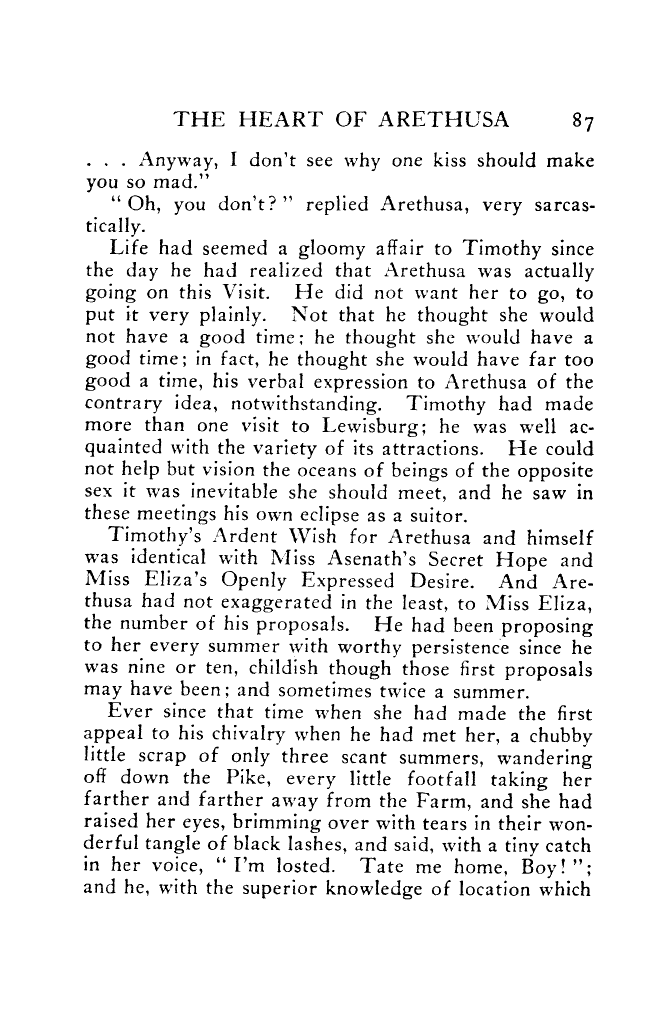 THE HEART OF ARETHUSA 87
. . . Anyway, I don't see why one kiss should make
you so mad."
" Oh, you don't? " replied Arethusa, very sarcas-
tically.
Life had seemed a gloomy affair to Timothy since
the day he had realized that Arethusa was actually
going on this Visit. He did not want her to go, to
put it very plainly. Not that he thought she would
not have a good time; he thought she would have a
good time; in fact, he thought she would have far too
good a time, his verbal expression to Arethusa of the
contrary idea, notwithstanding. Timothy had made
more than one visit to Lewisburg; he was well ac-
quainted with the variety of its attractions. He could
not help but vision the oceans of beings of the opposite
sex it was inevitable she should meet, and he saw in
these meetings his own eclipse as a suitor.
Timothy's Ardent Wish for Arethusa and himself
was identical with Miss Asenath's Secret Hope and
Miss Eliza's Openly Expressed Desire. And Are-
thusa had not exaggerated in the least, to Miss Eliza,
the number of his proposals. He had been proposing
to her every summer with worthy persistence since he
was nine or ten, childish though those first proposals
may have been; and sometimes twice a summer.
Ever since that time when she had made the first
appeal to his chivalry when he had met her, a chubby
little scrap of only three scant summers, wandering
off down the Pike, every little footfall taking her
farther and farther away from the Farm, and she had
raised her eyes, brimming over with tears in their won-
derful tangle of black lashes, and said, with a tiny catch
in her voice, " I'm losted. Tate me home, Boy! ";
and he, with the superior knowledge of location which